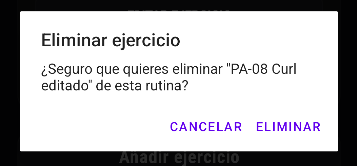 Eliminar ejercicio
¿Seguro que quieres eliminar "PA-08 Curl
editado" de esta rutina?
CANCELAR ELIMINAR
Añadir ejercicio